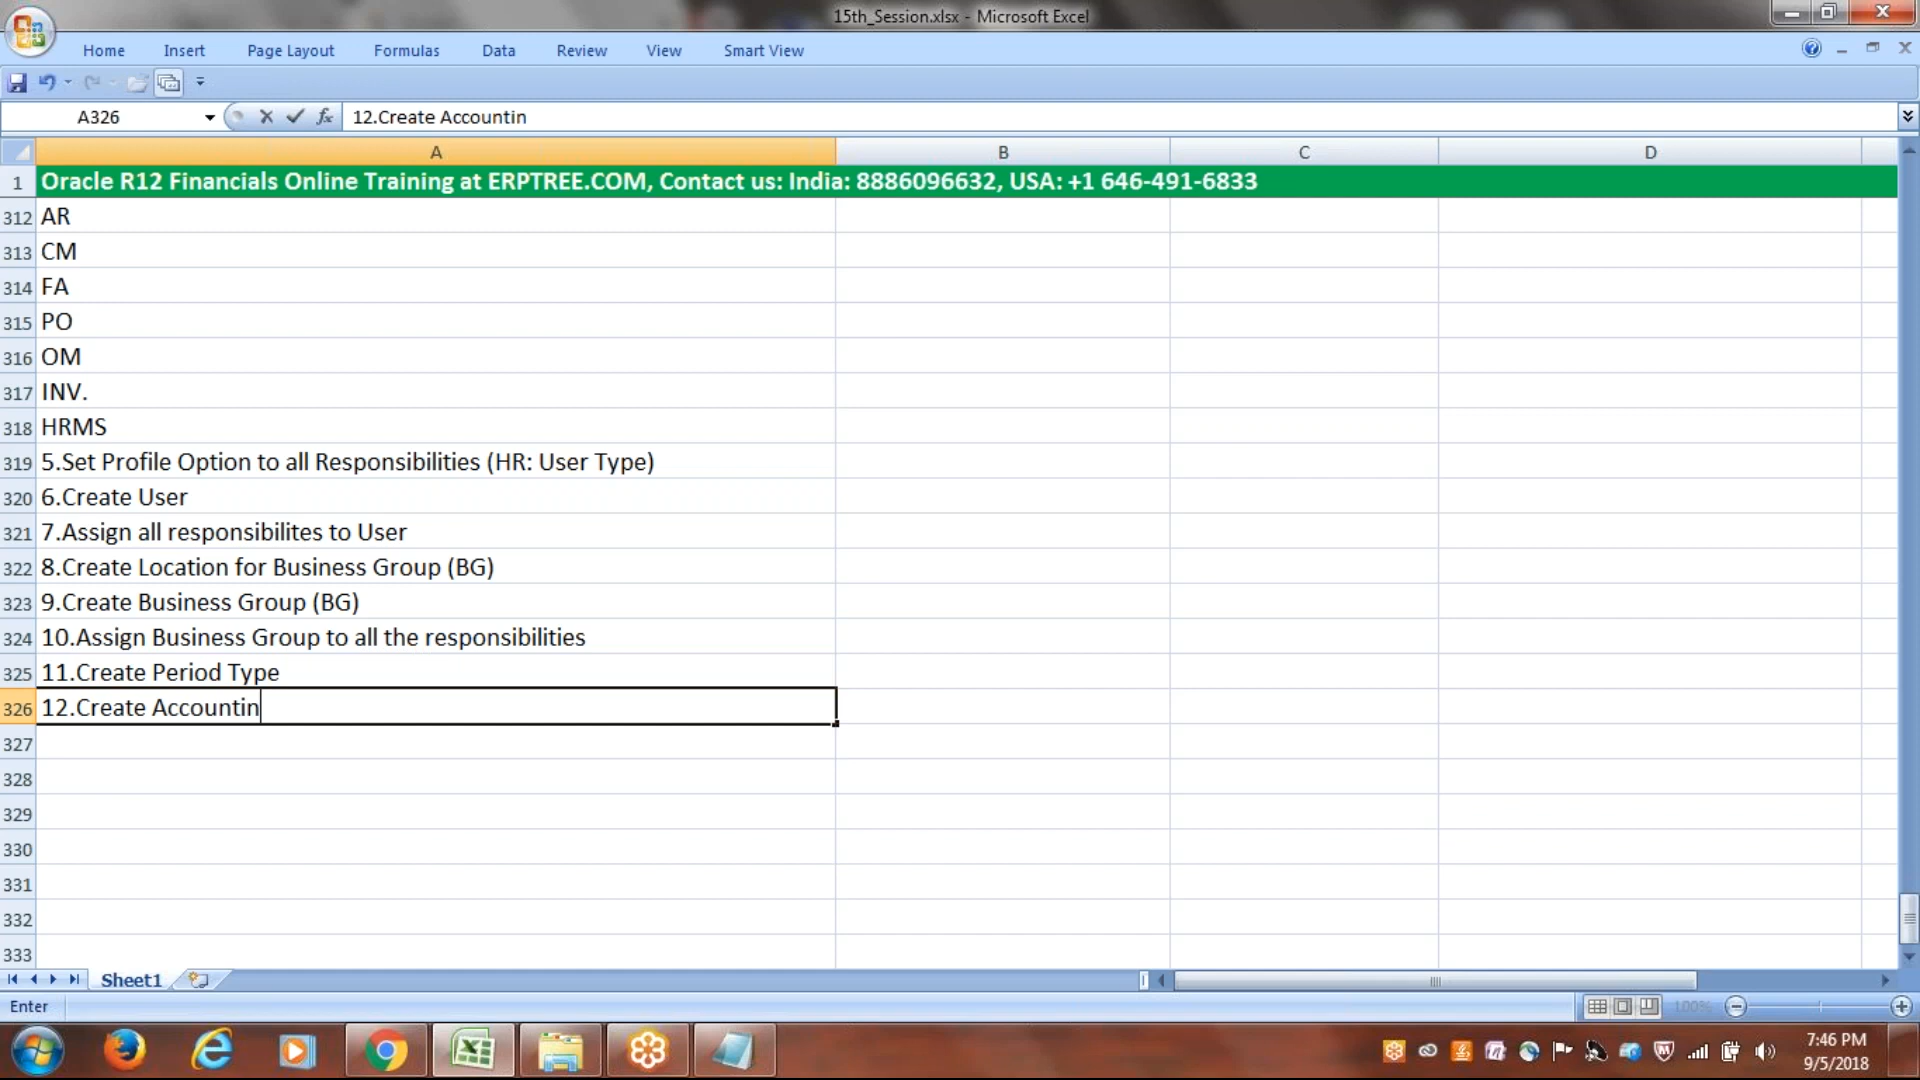 15th_Session.xlsx - Microsoft Excel
Home Insert Page Layout Formulas Data Review View Smart View
A326 fx 12.Create Accountin
A B C D
1 Oracle R12 Financials Online Training at ERPTREE.COM, Contact us: India: 8886096632, USA: +1 646-491-6833
312 AR
313 CM
314 FA
315 PO
316 OM
317 INV.
318 HRMS
319 5.Set Profile Option to all Responsibilities (HR: User Type)
320 6.Create User
321 7.Assign all responsibilites to User
322 8.Create Location for Business Group (BG)
323 9.Create Business Group (BG)
324 10.Assign Business Group to all the responsibilities
325 11.Create Period Type
326 12.Create Accountin
327
328
329
330
331
332
333
Sheet1
Enter 100%
7:46 PM
9/5/2018